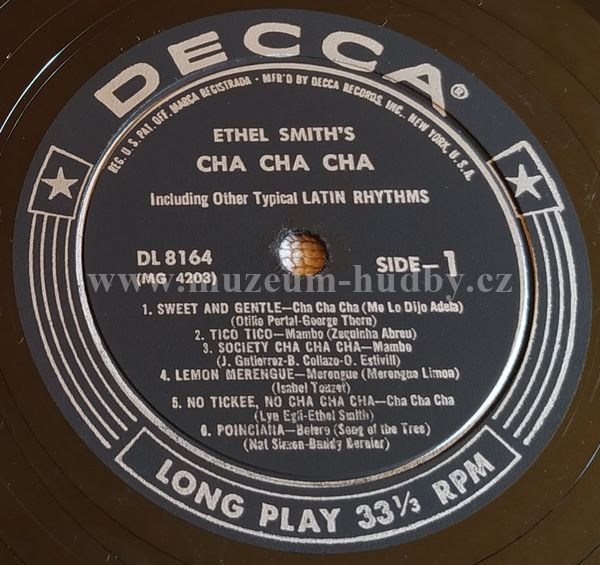 DECCA®
REG. U.S. PAT. OFF. MARCA REGISTRADA • MF'R'D BY DECCA RECORDS, INC., NEW YORK, U.S.A.
ETHEL SMITH'S
CHA CHA CHA
Including Other Typical LATIN RHYTHMS
DL 8164
(MG 4203)
SIDE—1
www.muzeum-hudby.cz
1. SWEET AND GENTLE—Cha Cha Cha (Me Lo Dijo Adela)
(Otilio Portal-George Thorn)
2. TICO TICO—Mambo (Zequinha Abreu)
3. SOCIETY CHA CHA CHA—Mambo
(J. Gutierrez-B. Collazo-O. Estivill)
4. LEMON MERENGUE—Merengue (Merengue Limon)
(Isabel Touzet)
5. NO TICKEE, NO CHA CHA CHA—Cha Cha Cha
(Lyn Egli-Ethel Smith)
6. POINCIANA—Bolero (Song of the Tree)
(Nat Simon-Buddy Bernier)
LONG PLAY 33⅓ RPM